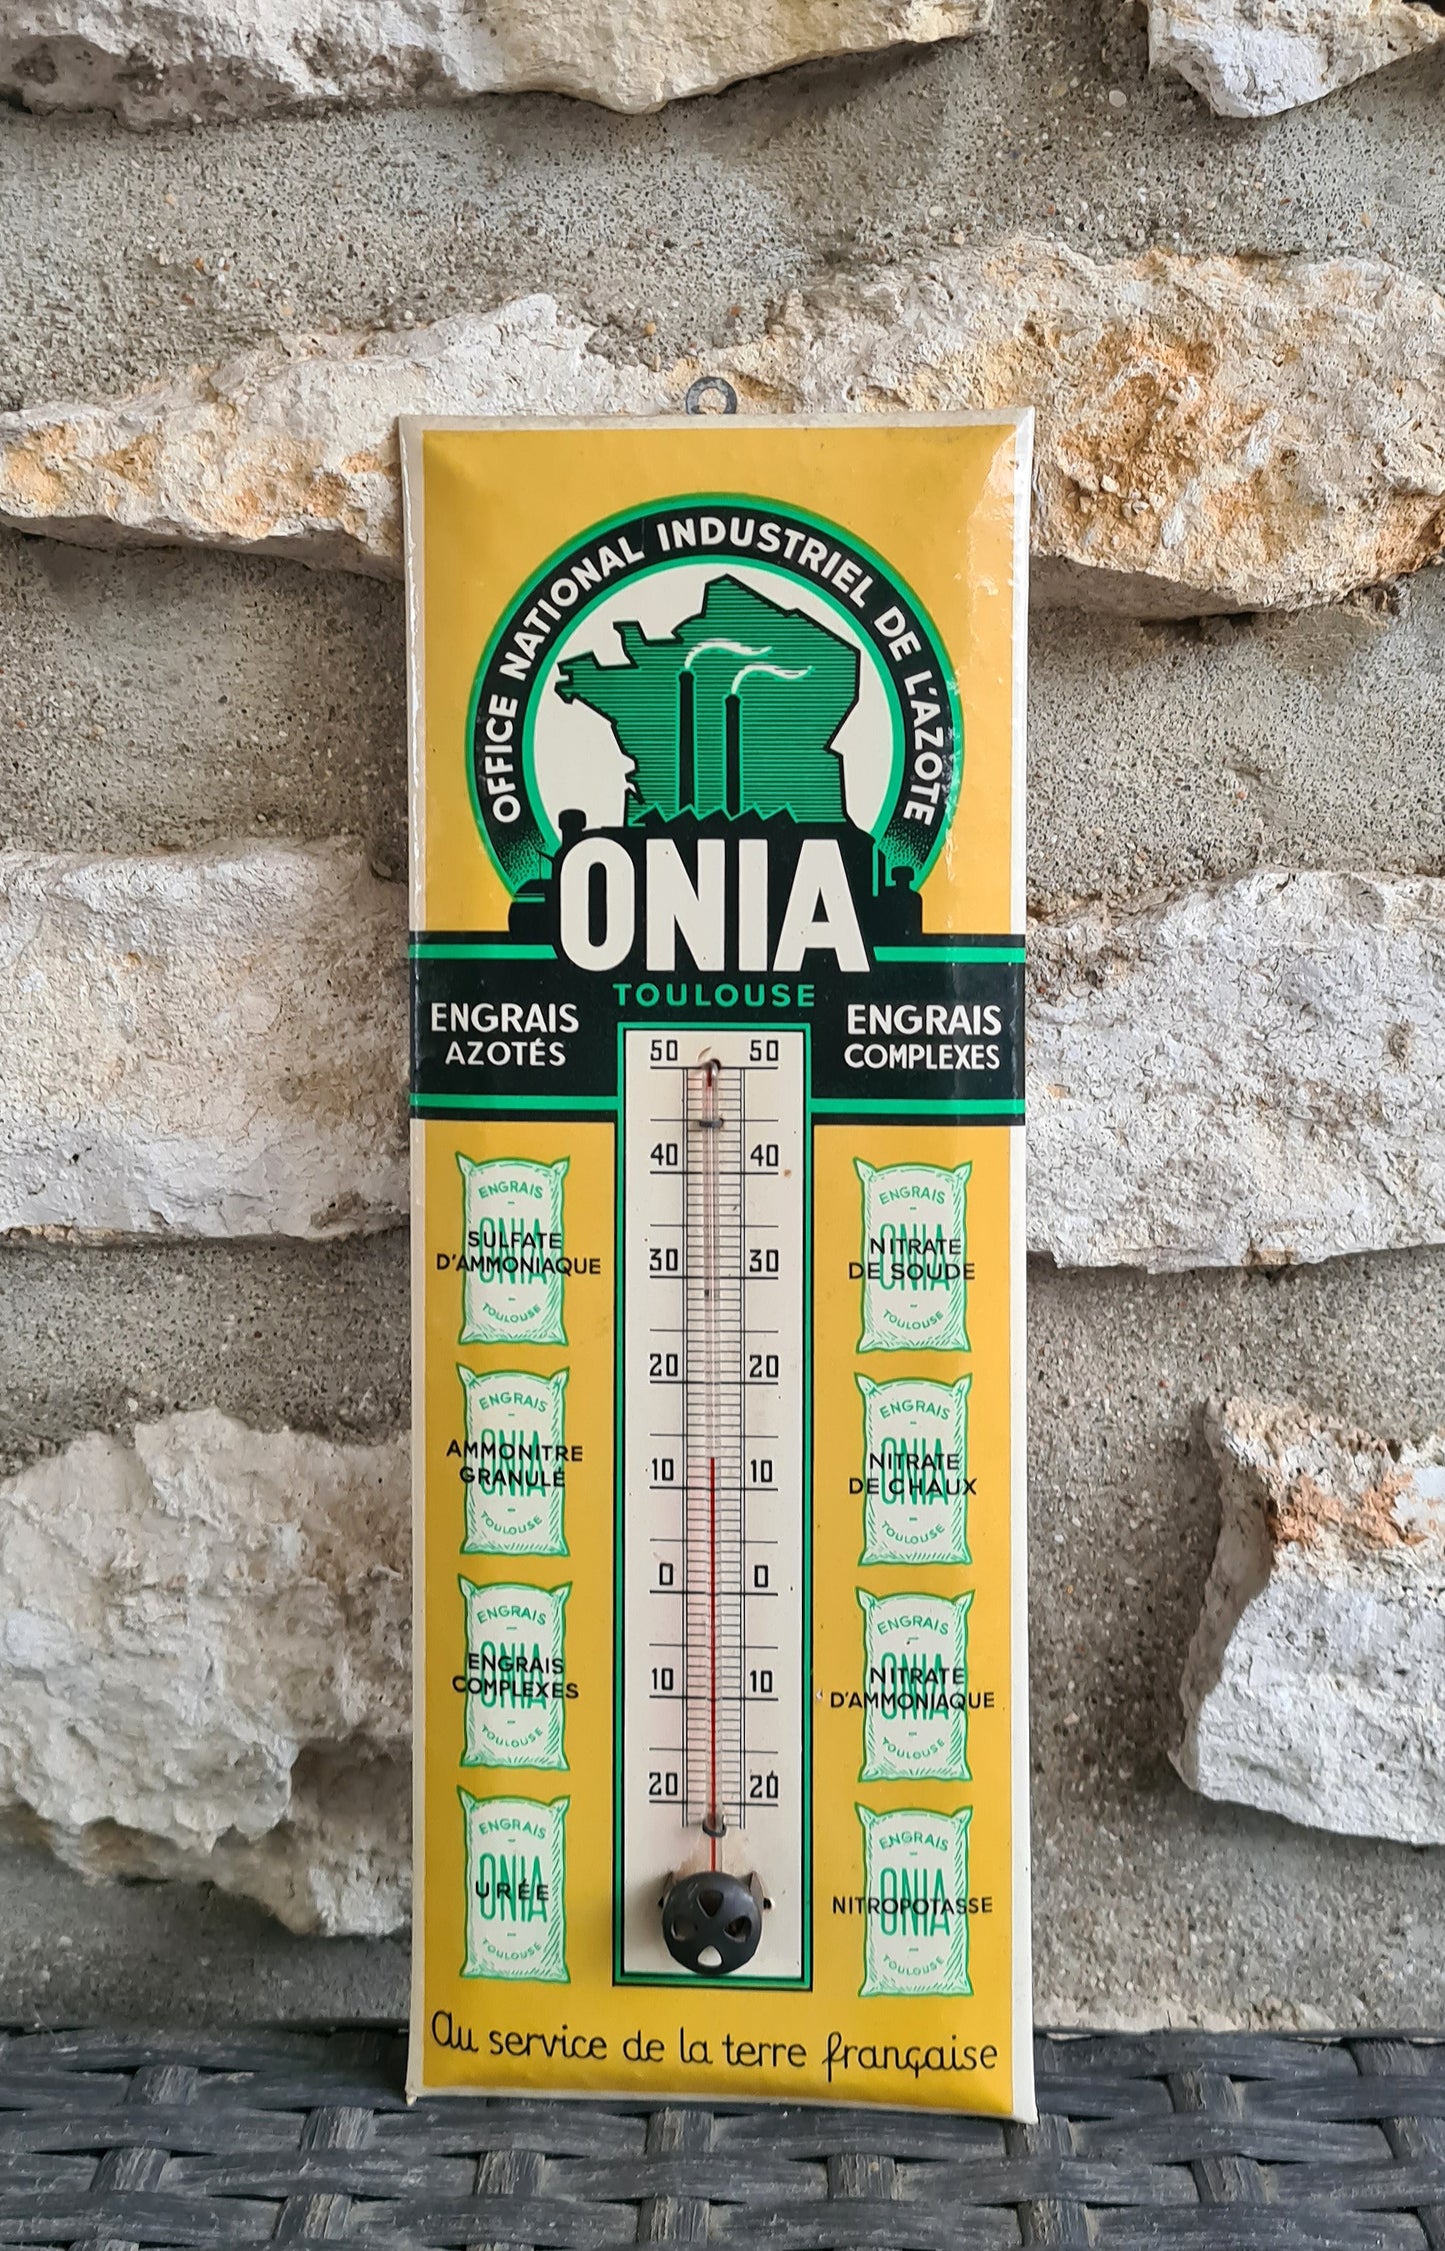 OFFICE NATIONAL INDUSTRIEL DE L'AZOTE
ONIA
TOULOUSE
ENGRAIS
AZOTÉS
ENGRAIS
COMPLEXES
50 50
40 40
30 30
20 20
10 10
0 0
10 10
20 20
ENGRAIS
ONIA
SULFATE
D'AMMONIAQUE
TOULOUSE
ENGRAIS
ONIA
AMMONITRE
GRANULÉ
TOULOUSE
ENGRAIS
ONIA
ENGRAIS
COMPLEXES
TOULOUSE
ENGRAIS
ONIA
URÉE
TOULOUSE
ENGRAIS
ONIA
NITRATE
DE SOUDE
TOULOUSE
ENGRAIS
ONIA
NITRATE
DE CHAUX
TOULOUSE
ENGRAIS
ONIA
NITRATE
D'AMMONIAQUE
TOULOUSE
ENGRAIS
ONIA
NITROPOTASSE
TOULOUSE
Au service de la terre française